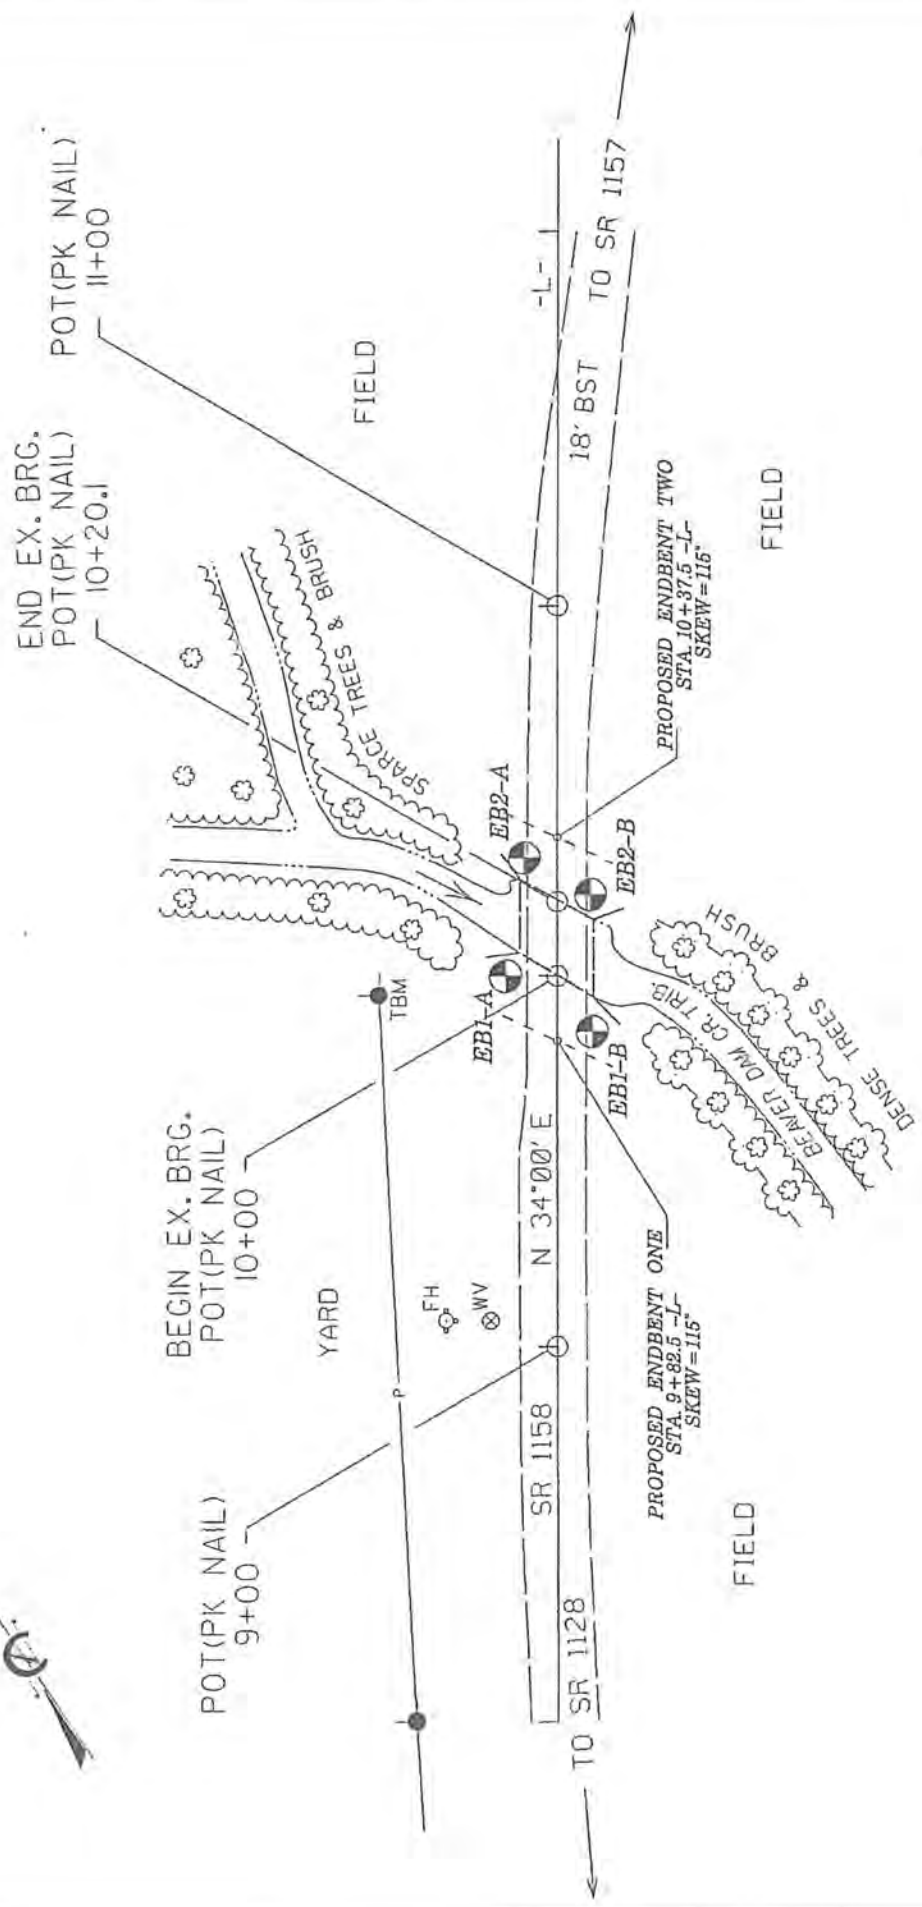 END EX. BRG.
POT(PK NAIL)
10+20.1
POT(PK NAIL)
11+00
FIELD
SPARCE TREES & BRUSH
-L-
TO SR 1157
18' BST
EB2-A
PROPOSED ENDBENT TWO
STA. 10+37.5 -L-
SKEW=115°
FIELD
EB2-B
BEGIN EX. BRG.
POT(PK NAIL)
10+00
TBM
EB1-A
EB1-B
BEAVER DAM CR. TRIB.
DENSE TREES & BRUSH
YARD
FH
WV
N 34°00' E
P
POT(PK NAIL)
9+00
SR 1158
PROPOSED ENDBENT ONE
STA. 9+82.5 -L-
SKEW=115°
TO SR 1128
FIELD